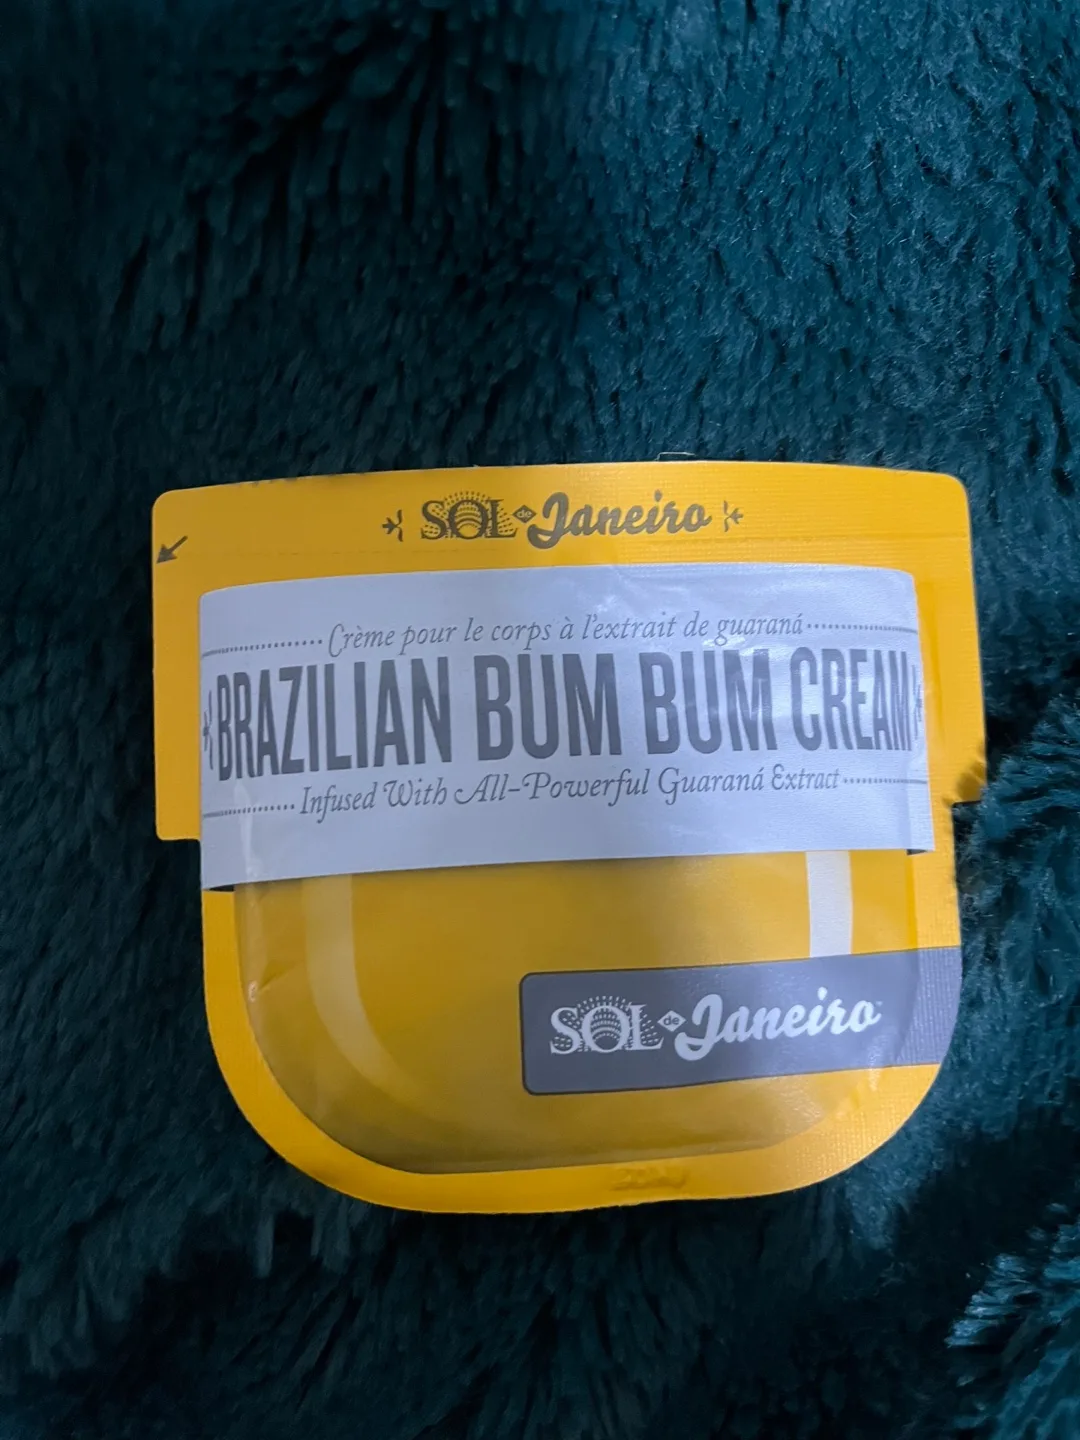 SOL de Janeiro
Crème pour le corps à l'extrait de guaraná
BRAZILIAN BUM BUM CREAM
Infused With All-Powerful Guaraná Extract
SOL de Janeiro™